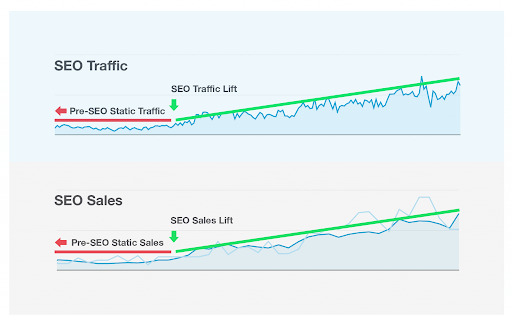 SEO Traffic
SEO Traffic Lift
Pre-SEO Static Traffic
SEO Sales
SEO Sales Lift
Pre-SEO Static Sales